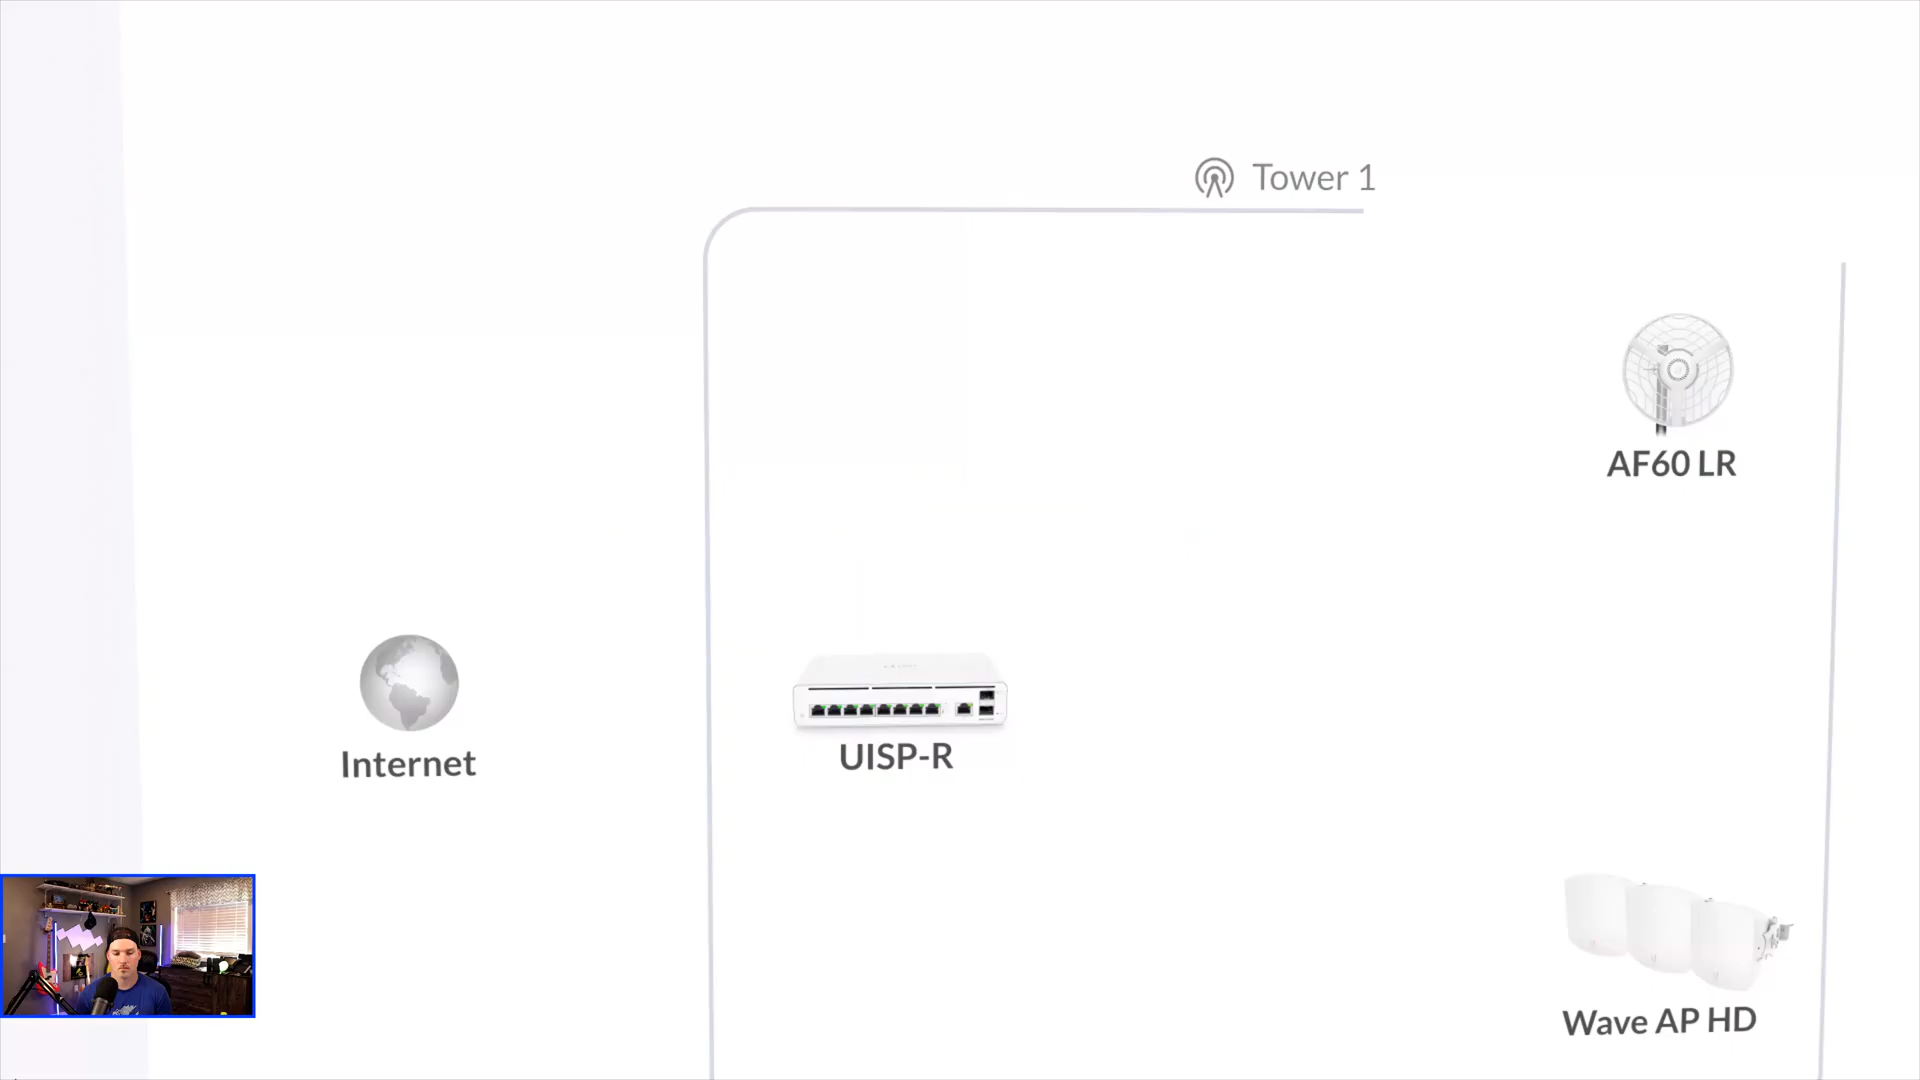 Tower 1
AF60 LR
Internet
UISP-R
Wave AP HD